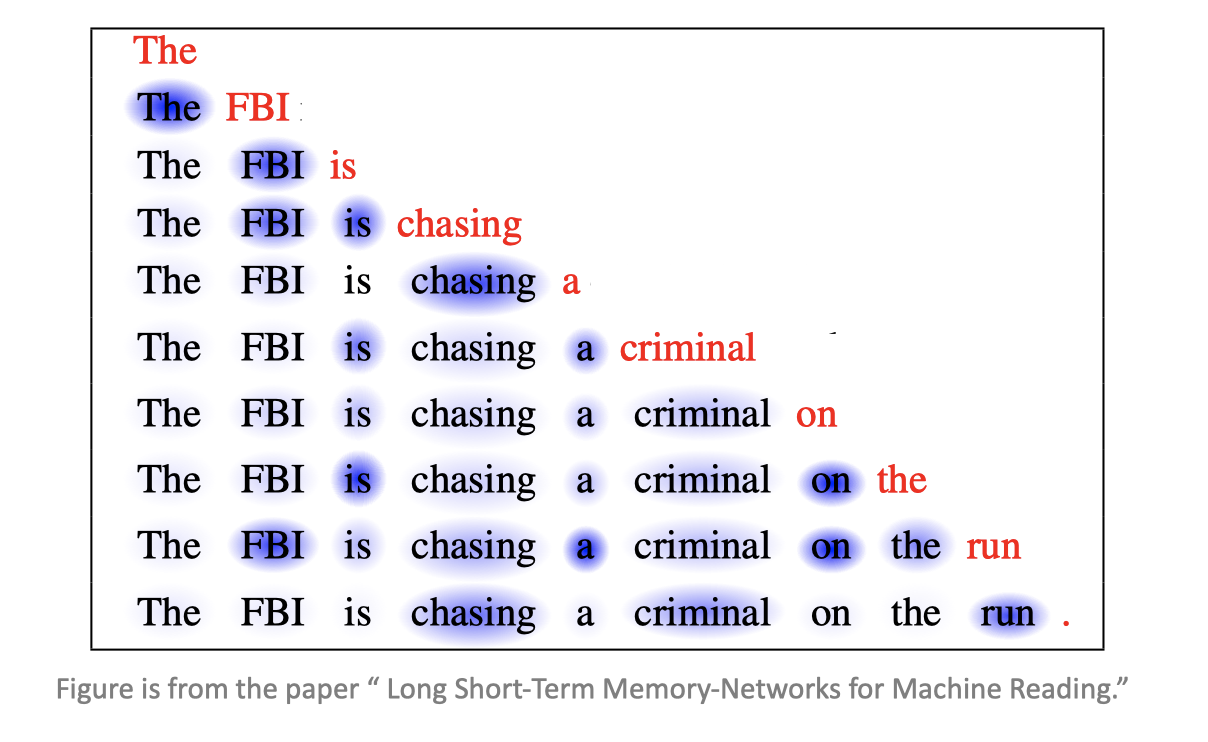 The
The FBI
The FBI is
The FBI is chasing
The FBI is chasing a
The FBI is chasing a criminal
The FBI is chasing a criminal on
The FBI is chasing a criminal on the
The FBI is chasing a criminal on the run
The FBI is chasing a criminal on the run .
Figure is from the paper “ Long Short-Term Memory-Networks for Machine Reading.”